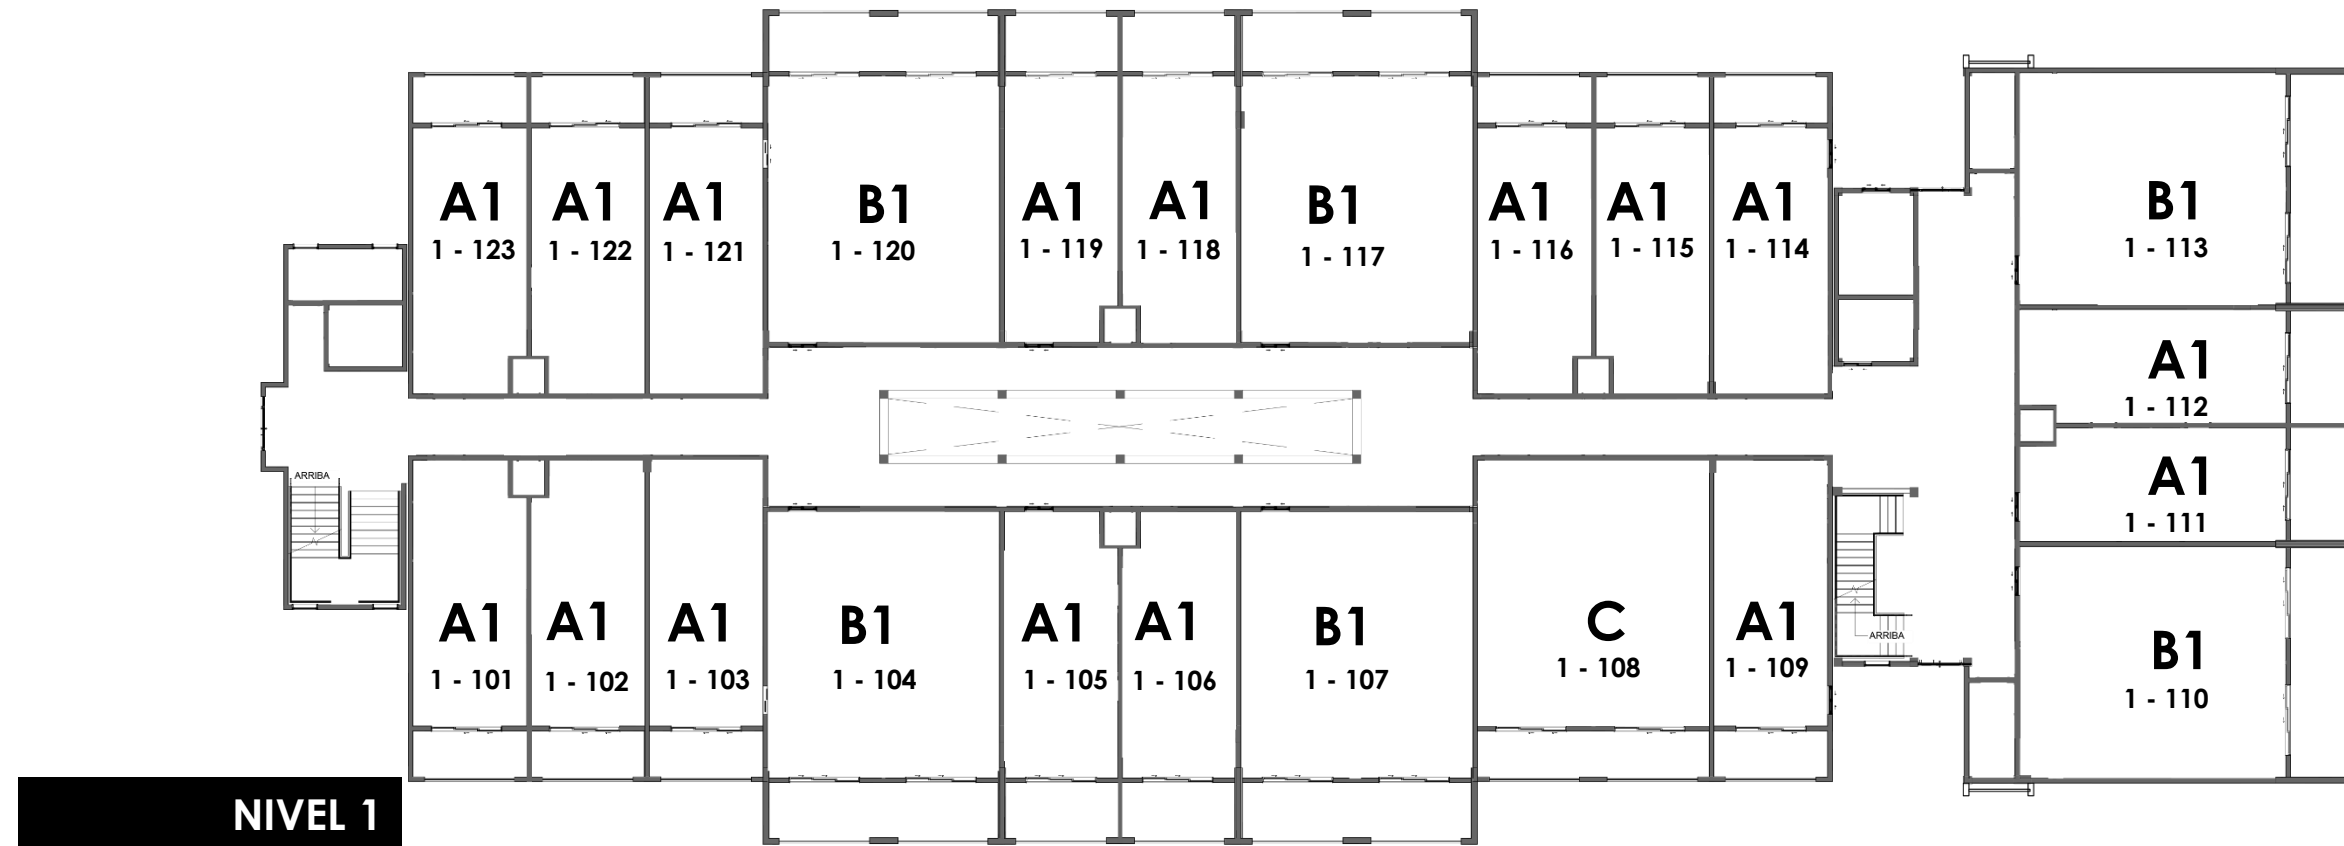 A1
1 - 123
A1
1 - 122
A1
1 - 121
B1
1 - 120
A1
1 - 119
A1
1 - 118
B1
1 - 117
A1
1 - 116
A1
1 - 115
A1
1 - 114
B1
1 - 113
A1
1 - 112
A1
1 - 111
B1
1 - 110
ARRIBA
A1
1 - 101
A1
1 - 102
A1
1 - 103
B1
1 - 104
A1
1 - 105
A1
1 - 106
B1
1 - 107
C
1 - 108
A1
1 - 109
ARRIBA
NIVEL 1